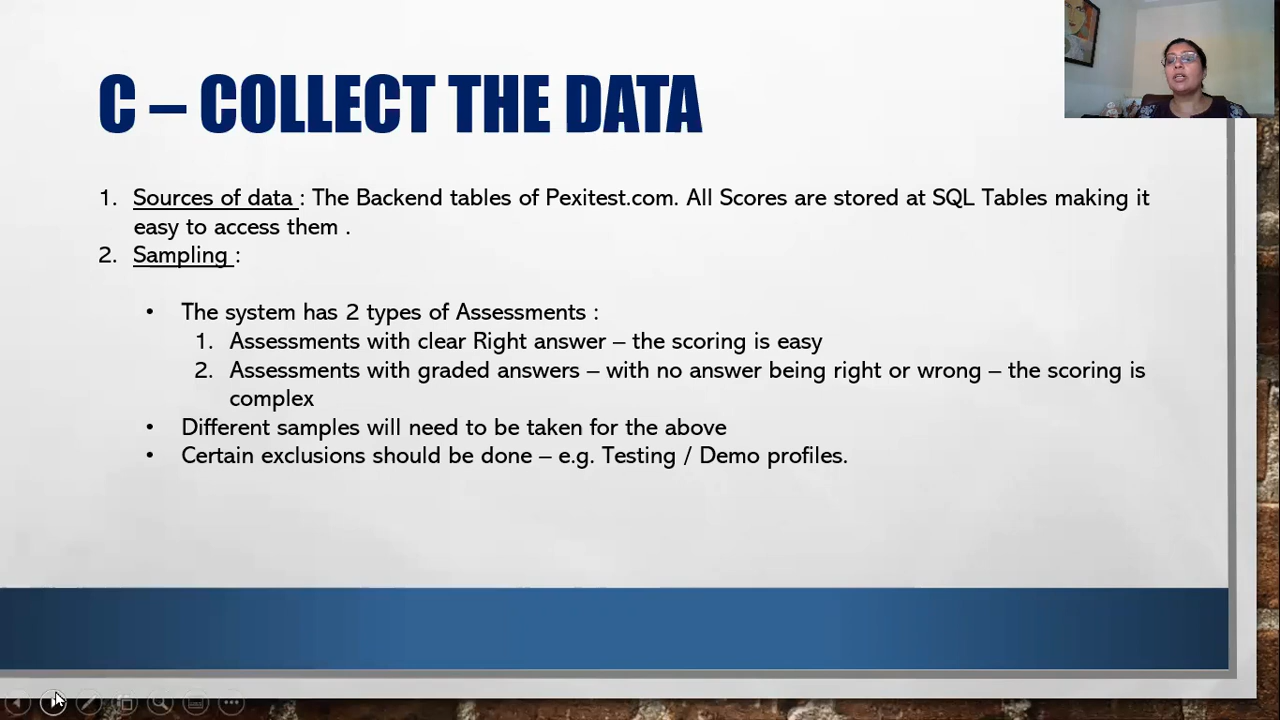 C – COLLECT THE DATA
1. Sources of data : The Backend tables of Pexitest.com. All Scores are stored at SQL Tables making it
easy to access them .
2. Sampling :
• The system has 2 types of Assessments :
1. Assessments with clear Right answer – the scoring is easy
2. Assessments with graded answers – with no answer being right or wrong – the scoring is
complex
• Different samples will need to be taken for the above
• Certain exclusions should be done – e.g. Testing / Demo profiles.